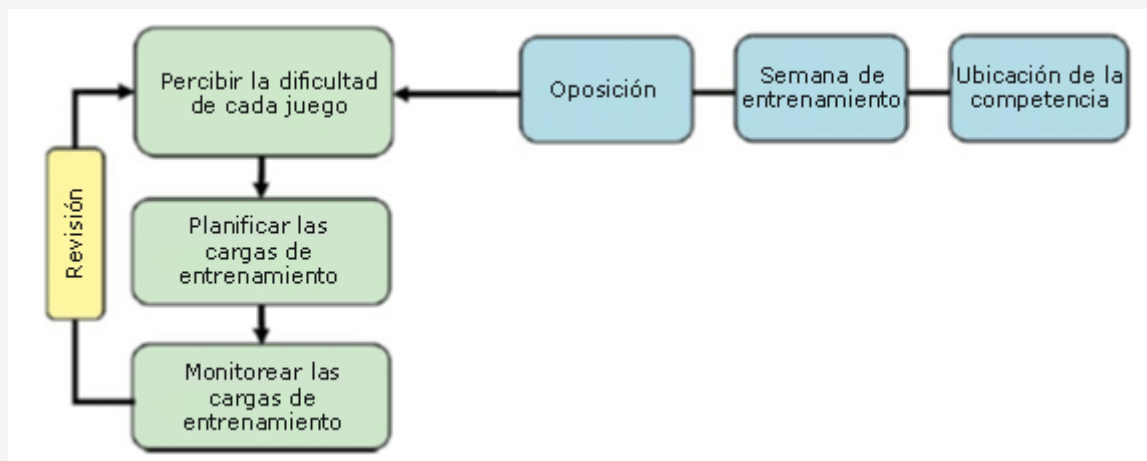 Percibir la dificultad
de cada juego
Oposición
Semana de
entrenamiento
Ubicación de la
competencia
Revisión
Planificar las
cargas de
entrenamiento
Monitorear las
cargas de
entrenamiento